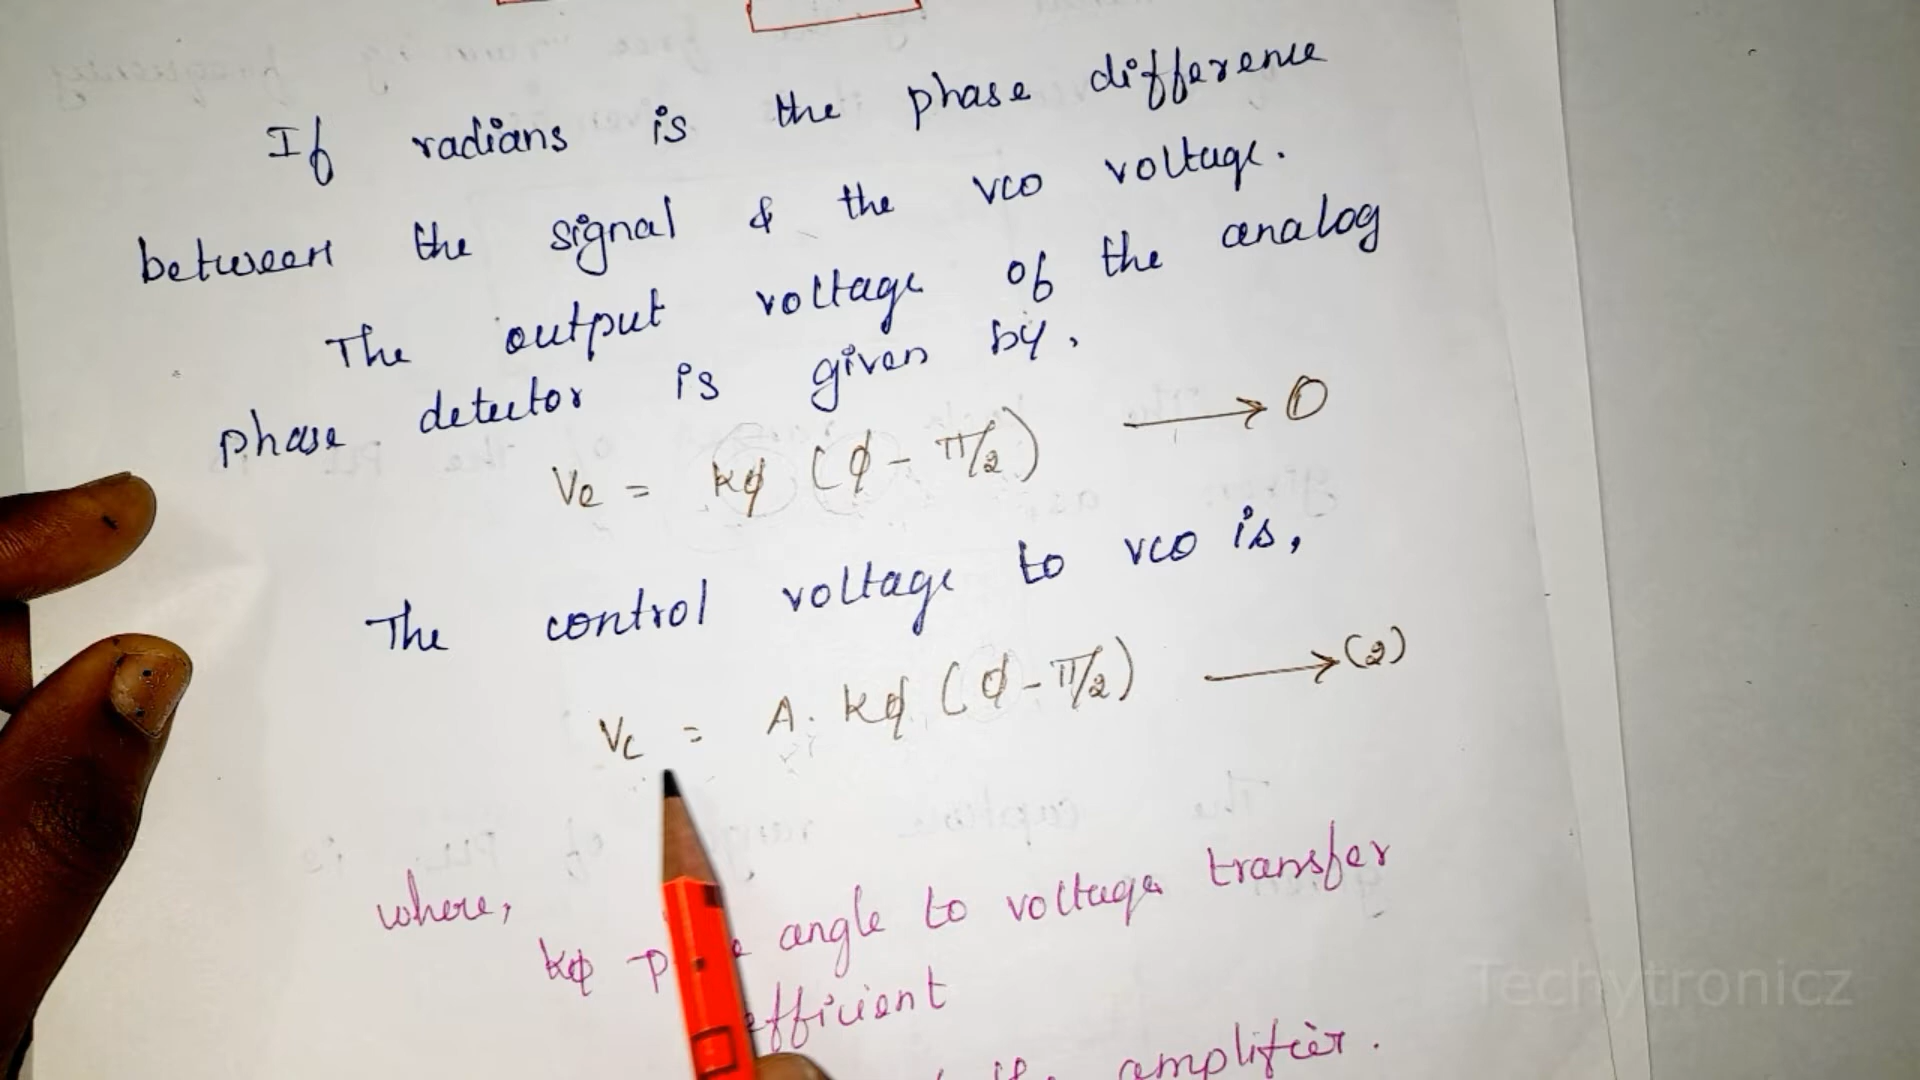 If radians is the phase difference
between the signal & the VCO voltage.
The output voltage of the analog
phase detector is given by,
Ve = kϕ (ϕ - π/2) → ①
The control voltage to VCO is,
Vc = A. kϕ (ϕ - π/2) → (2)
where,
kϕ - angle to voltage transfer
amplifier.
Techytronicz